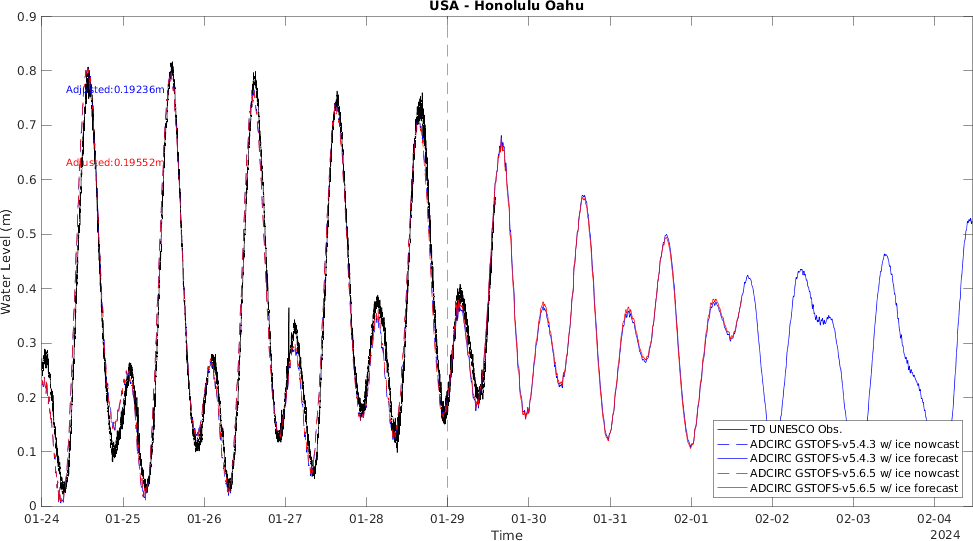 USA - Honolulu Oahu
0.9
0.8
Adjusted:0.19236m
0.7
Adjusted:0.19552m
0.6
0.5
Water Level (m)
0.4
0.3
0.2
0.1
0
TD UNESCO Obs.
ADCIRC GSTOFS-v5.4.3 w/ ice nowcast
ADCIRC GSTOFS-v5.4.3 w/ ice forecast
ADCIRC GSTOFS-v5.6.5 w/ ice nowcast
ADCIRC GSTOFS-v5.6.5 w/ ice forecast
01-24 01-25 01-26 01-27 01-28 01-29 01-30 01-31 02-01 02-02 02-03 02-04
Time
2024